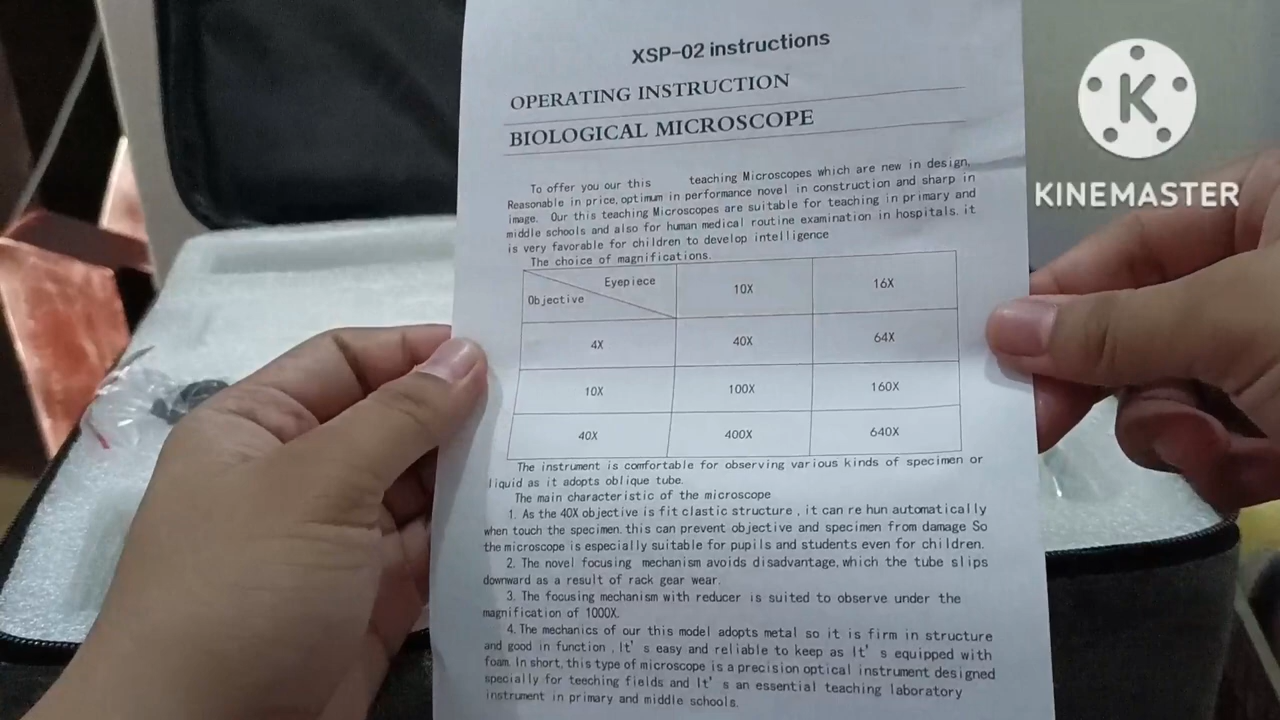 XSP-02 instructions
OPERATING INSTRUCTION
BIOLOGICAL MICROSCOPE
To offer you our this teaching Microscopes which are new in design,
Reasonable in price, optimum in performance novel in construction and sharp in
image. Our this teaching Microscopes are suitable for teaching in primary and
middle schools and also for human medical routine examination in hospitals. it
is very favorable for children to develop intelligence
The choice of magnifications.
Eyepiece
Objective 10X 16X
4X 40X 64X
10X 100X 160X
40X 400X 640X
The instrument is comfortable for observing various kinds of specimen or
liquid as it adopts oblique tube.
The main characteristic of the microscope
1. As the 40X objective is fit clastic structure, it can re hun automatically
when touch the specimen. this can prevent objective and specimen from damage So
the microscope is especially suitable for pupils and students even for children.
2. The novel focusing mechanism avoids disadvantage, which the tube slips
downward as a result of rack gear wear.
3. The focusing mechanism with reducer is suited to observe under the
magnification of 1000X.
4. The mechanics of our this model adopts metal so it is firm in structure
and good in function, It's easy and reliable to keep as It's equipped with
foam. In short, this type of microscope is a precision optical instrument designed
specially for teeching fields and It's an essential teaching laboratory
instrument in primary and middle schools.
K
KINEMASTER